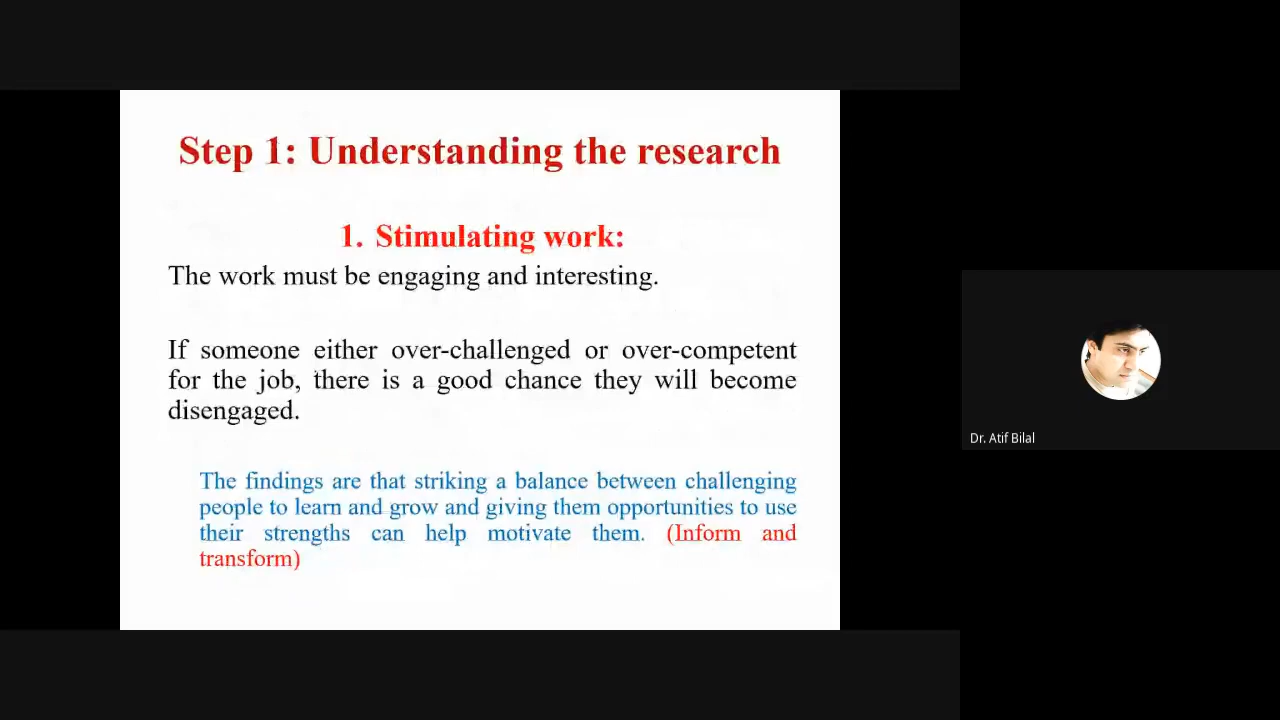 Step 1: Understanding the research
1. Stimulating work:
The work must be engaging and interesting.
If someone either over-challenged or over-competent
for the job, there is a good chance they will become
disengaged.
The findings are that striking a balance between challenging
people to learn and grow and giving them opportunities to use
their strengths can help motivate them. (Inform and
transform)
Dr. Atif Bilal